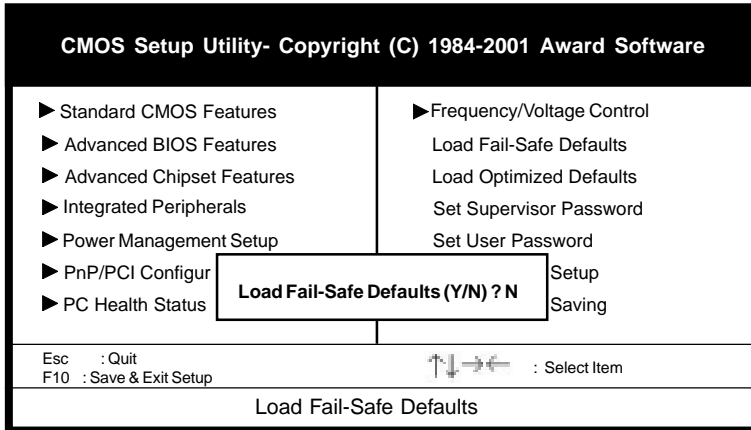 CMOS Setup Utility- Copyright (C) 1984-2001 Award Software
▶ Standard CMOS Features
▶ Advanced BIOS Features
▶ Advanced Chipset Features
▶ Integrated Peripherals
▶ Power Management Setup
▶ PnP/PCI Configur
▶ PC Health Status
▶ Frequency/Voltage Control
Load Fail-Safe Defaults
Load Optimized Defaults
Set Supervisor Password
Set User Password
Setup
Saving
Load Fail-Safe Defaults (Y/N) ? N
Esc : Quit
F10 : Save & Exit Setup
↑↓→← : Select Item
Load Fail-Safe Defaults